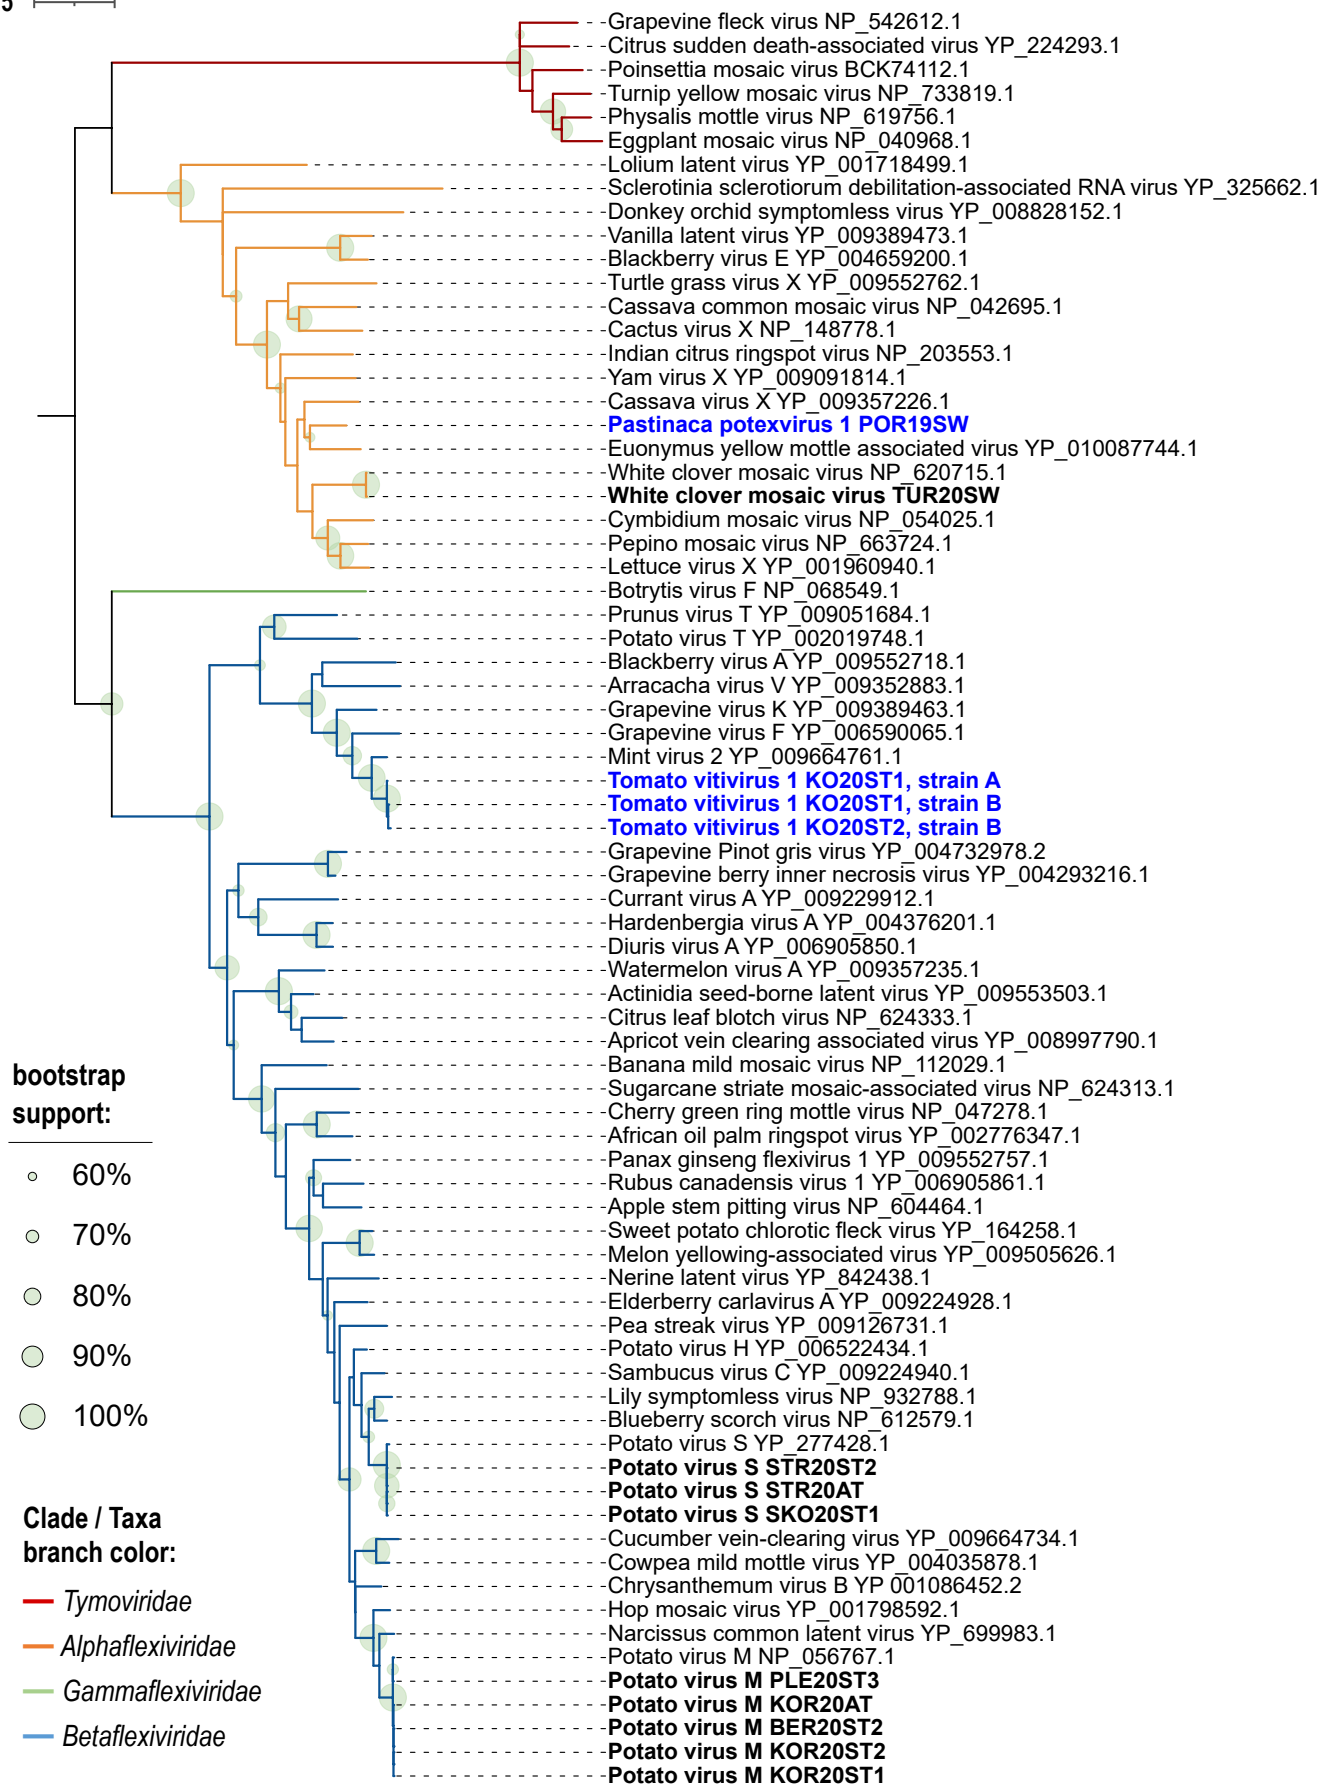 5
Grapevine fleck virus NP_542612.1
Citrus sudden death-associated virus YP_224293.1
Poinsettia mosaic virus BCK74112.1
Turnip yellow mosaic virus NP_733819.1
Physalis mottle virus NP_619756.1
Eggplant mosaic virus NP_040968.1
Lolium latent virus YP_001718499.1
Sclerotinia sclerotiorum debilitation-associated RNA virus YP_325662.1
Donkey orchid symptomless virus YP_008828152.1
Vanilla latent virus YP_009389473.1
Blackberry virus E YP_004659200.1
Turtle grass virus X YP_009552762.1
Cassava common mosaic virus NP_042695.1
Cactus virus X NP_148778.1
Indian citrus ringspot virus NP_203553.1
Yam virus X YP_009091814.1
Cassava virus X YP_009357226.1
Pastinaca potexvirus 1 POR19SW
Euonymus yellow mottle associated virus YP_010087744.1
White clover mosaic virus NP_620715.1
White clover mosaic virus TUR20SW
Cymbidium mosaic virus NP_054025.1
Pepino mosaic virus NP_663724.1
Lettuce virus X YP_001960940.1
Botrytis virus F NP_068549.1
Prunus virus T YP_009051684.1
Potato virus T YP_002019748.1
Blackberry virus A YP_009552718.1
Arracacha virus V YP_009352883.1
Grapevine virus K YP_009389463.1
Grapevine virus F YP_006590065.1
Mint virus 2 YP_009664761.1
Tomato vitivirus 1 KO20ST1, strain A
Tomato vitivirus 1 KO20ST1, strain B
Tomato vitivirus 1 KO20ST2, strain B
Grapevine Pinot gris virus YP_004732978.2
Grapevine berry inner necrosis virus YP_004293216.1
Currant virus A YP_009229912.1
Hardenbergia virus A YP_004376201.1
Diuris virus A YP_006905850.1
Watermelon virus A YP_009357235.1
Actinidia seed-borne latent virus YP_009553503.1
Citrus leaf blotch virus NP_624333.1
Apricot vein clearing associated virus YP_008997790.1
Banana mild mosaic virus NP_112029.1
Sugarcane striate mosaic-associated virus NP_624313.1
Cherry green ring mottle virus NP_047278.1
African oil palm ringspot virus YP_002776347.1
Panax ginseng flexivirus 1 YP_009552757.1
Rubus canadensis virus 1 YP_006905861.1
Apple stem pitting virus NP_604464.1
Sweet potato chlorotic fleck virus YP_164258.1
Melon yellowing-associated virus YP_009505626.1
Nerine latent virus YP_842438.1
Elderberry carlavirus A YP_009224928.1
Pea streak virus YP_009126731.1
Potato virus H YP_006522434.1
Sambucus virus C YP_009224940.1
Lily symptomless virus NP_932788.1
Blueberry scorch virus NP_612579.1
Potato virus S YP_277428.1
Potato virus S STR20ST2
Potato virus S STR20AT
Potato virus S SKO20ST1
Cucumber vein-clearing virus YP_009664734.1
Cowpea mild mottle virus YP_004035878.1
Chrysanthemum virus B YP 001086452.2
Hop mosaic virus YP_001798592.1
Narcissus common latent virus YP_699983.1
Potato virus M NP_056767.1
Potato virus M PLE20ST3
Potato virus M KOR20AT
Potato virus M BER20ST2
Potato virus M KOR20ST2
Potato virus M KOR20ST1
bootstrap
support:
60%
70%
80%
90%
100%
Clade / Taxa
branch color:
Tymoviridae
Alphaflexiviridae
Gammaflexiviridae
Betaflexiviridae